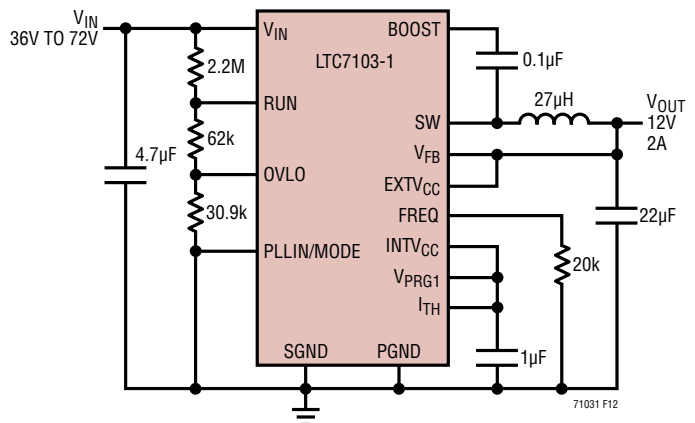 VIN
36V TO 72V
VIN
BOOST
LTC7103-1
2.2M
0.1µF
RUN
27µH
SW
VOUT
12V
2A
62k
4.7µF
VFB
OVLO
EXTVCC
30.9k
FREQ
22µF
PLLIN/MODE
INTVCC
20k
VPRG1
ITH
1µF
SGND
PGND
71031 F12